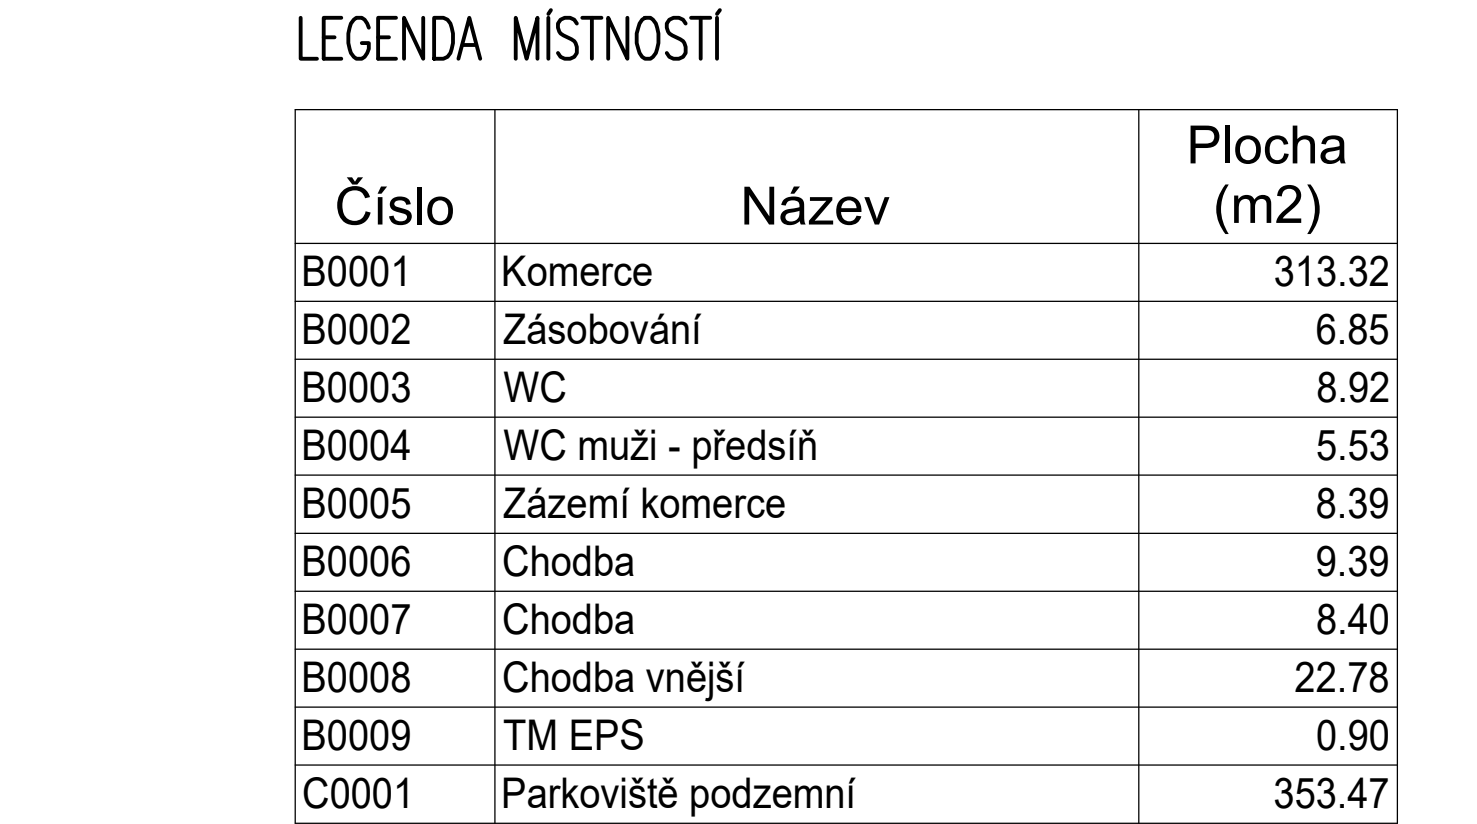 LEGENDA MÍSTNOSTÍ
Číslo Název Plocha (m2)
B0001 Komerce 313.32
B0002 Zásobování 6.85
B0003 WC 8.92
B0004 WC muži - předsíň 5.53
B0005 Zázemí komerce 8.39
B0006 Chodba 9.39
B0007 Chodba 8.40
B0008 Chodba vnější 22.78
B0009 TM EPS 0.90
C0001 Parkoviště podzemní 353.47